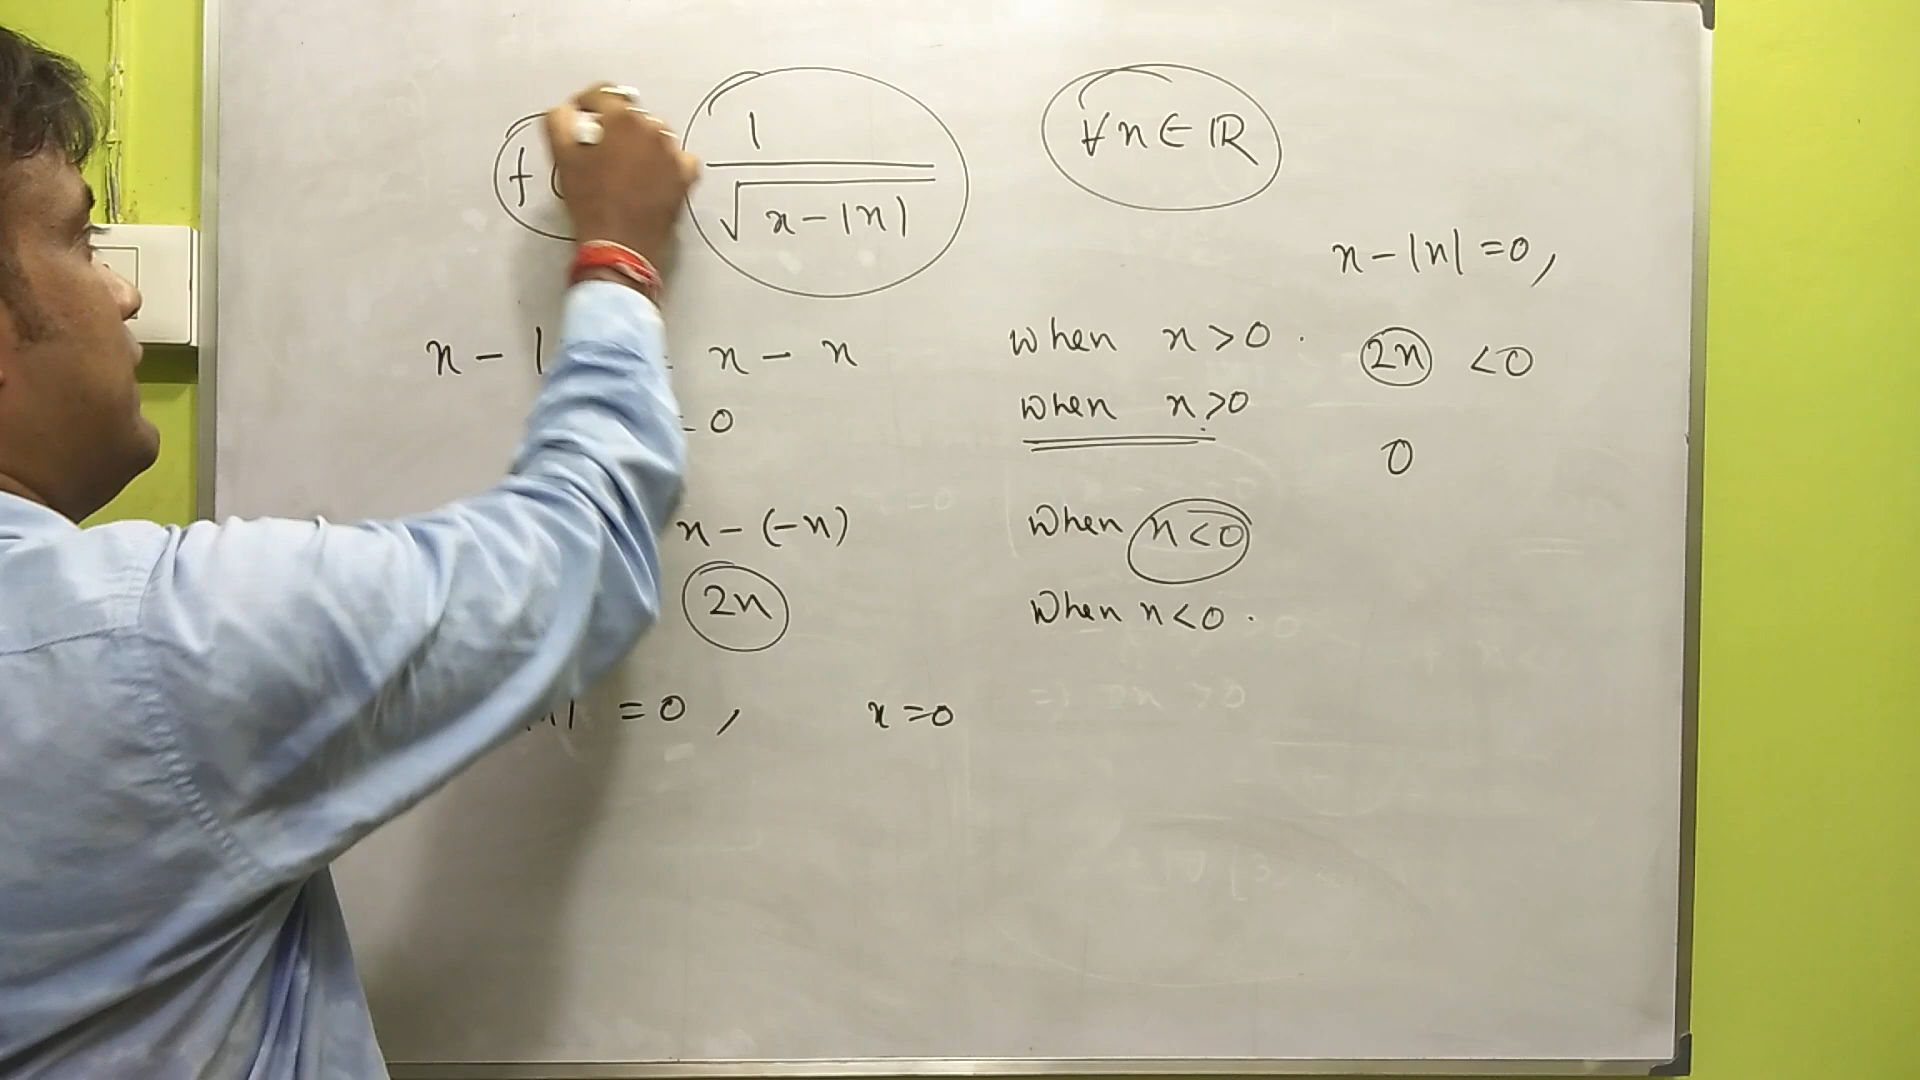 f ( 1 / √x-|x| ∀ x ∈ ℝ
x-|x| = 0,
x - | = x - x when x > 0 . 2x < 0
= 0 when x > 0 0
x - (-x) when x < 0
2x when x < 0 .
x| = 0 , x = 0